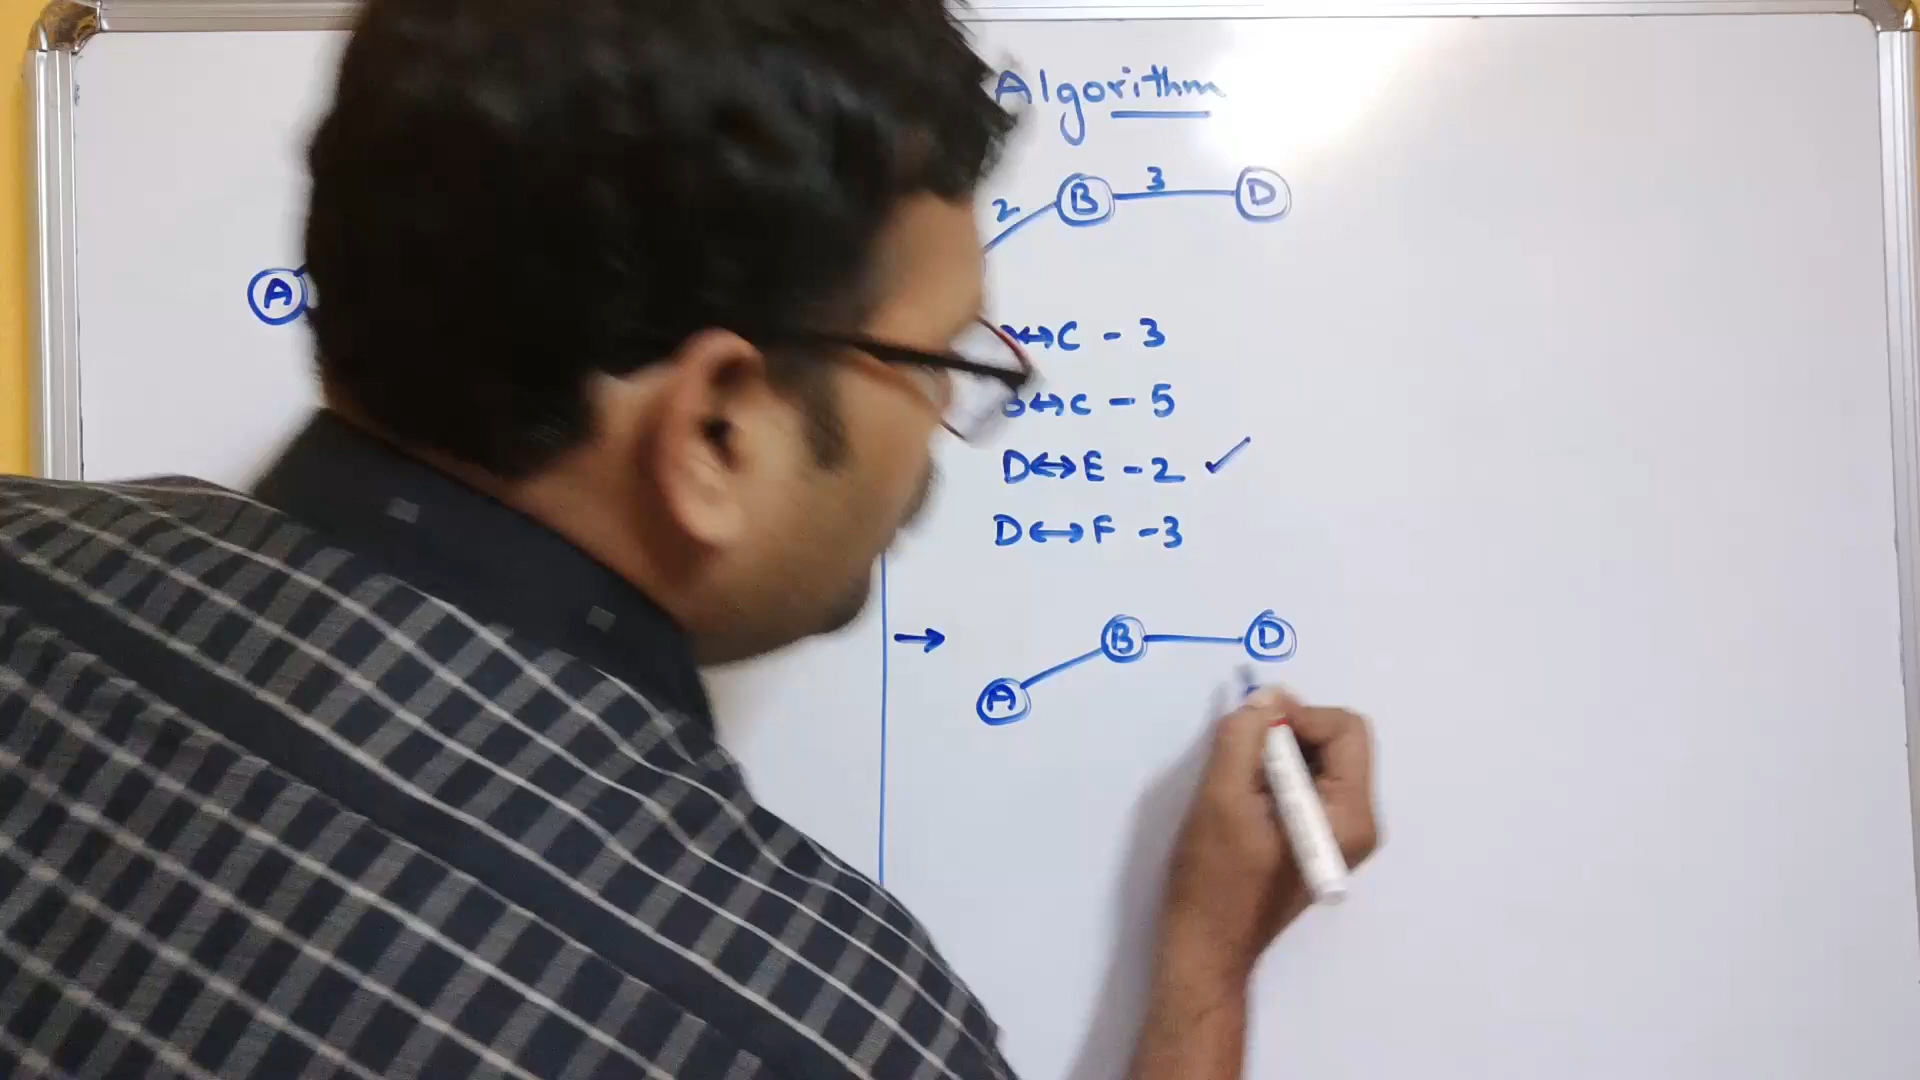 Algorithm
2 B 3 D
A
↔C - 3
B↔C - 5
D↔E - 2 ✓
D↔F - 3
→ B D
A